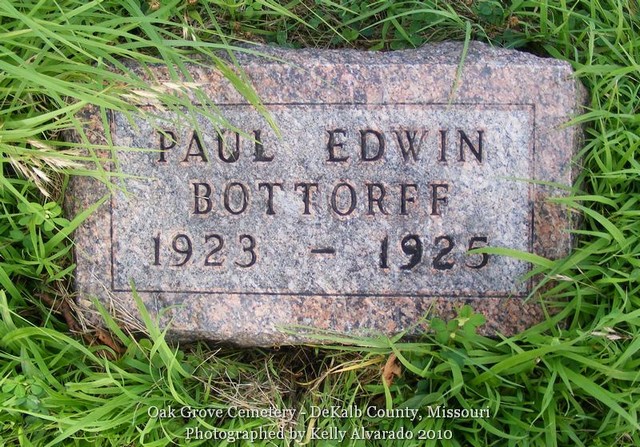 PAUL EDWIN
BOTTORFF
1923 - 1925
Oak Grove Cemetery - DeKalb County, Missouri
Photographed by Kelly Alvarado 2010